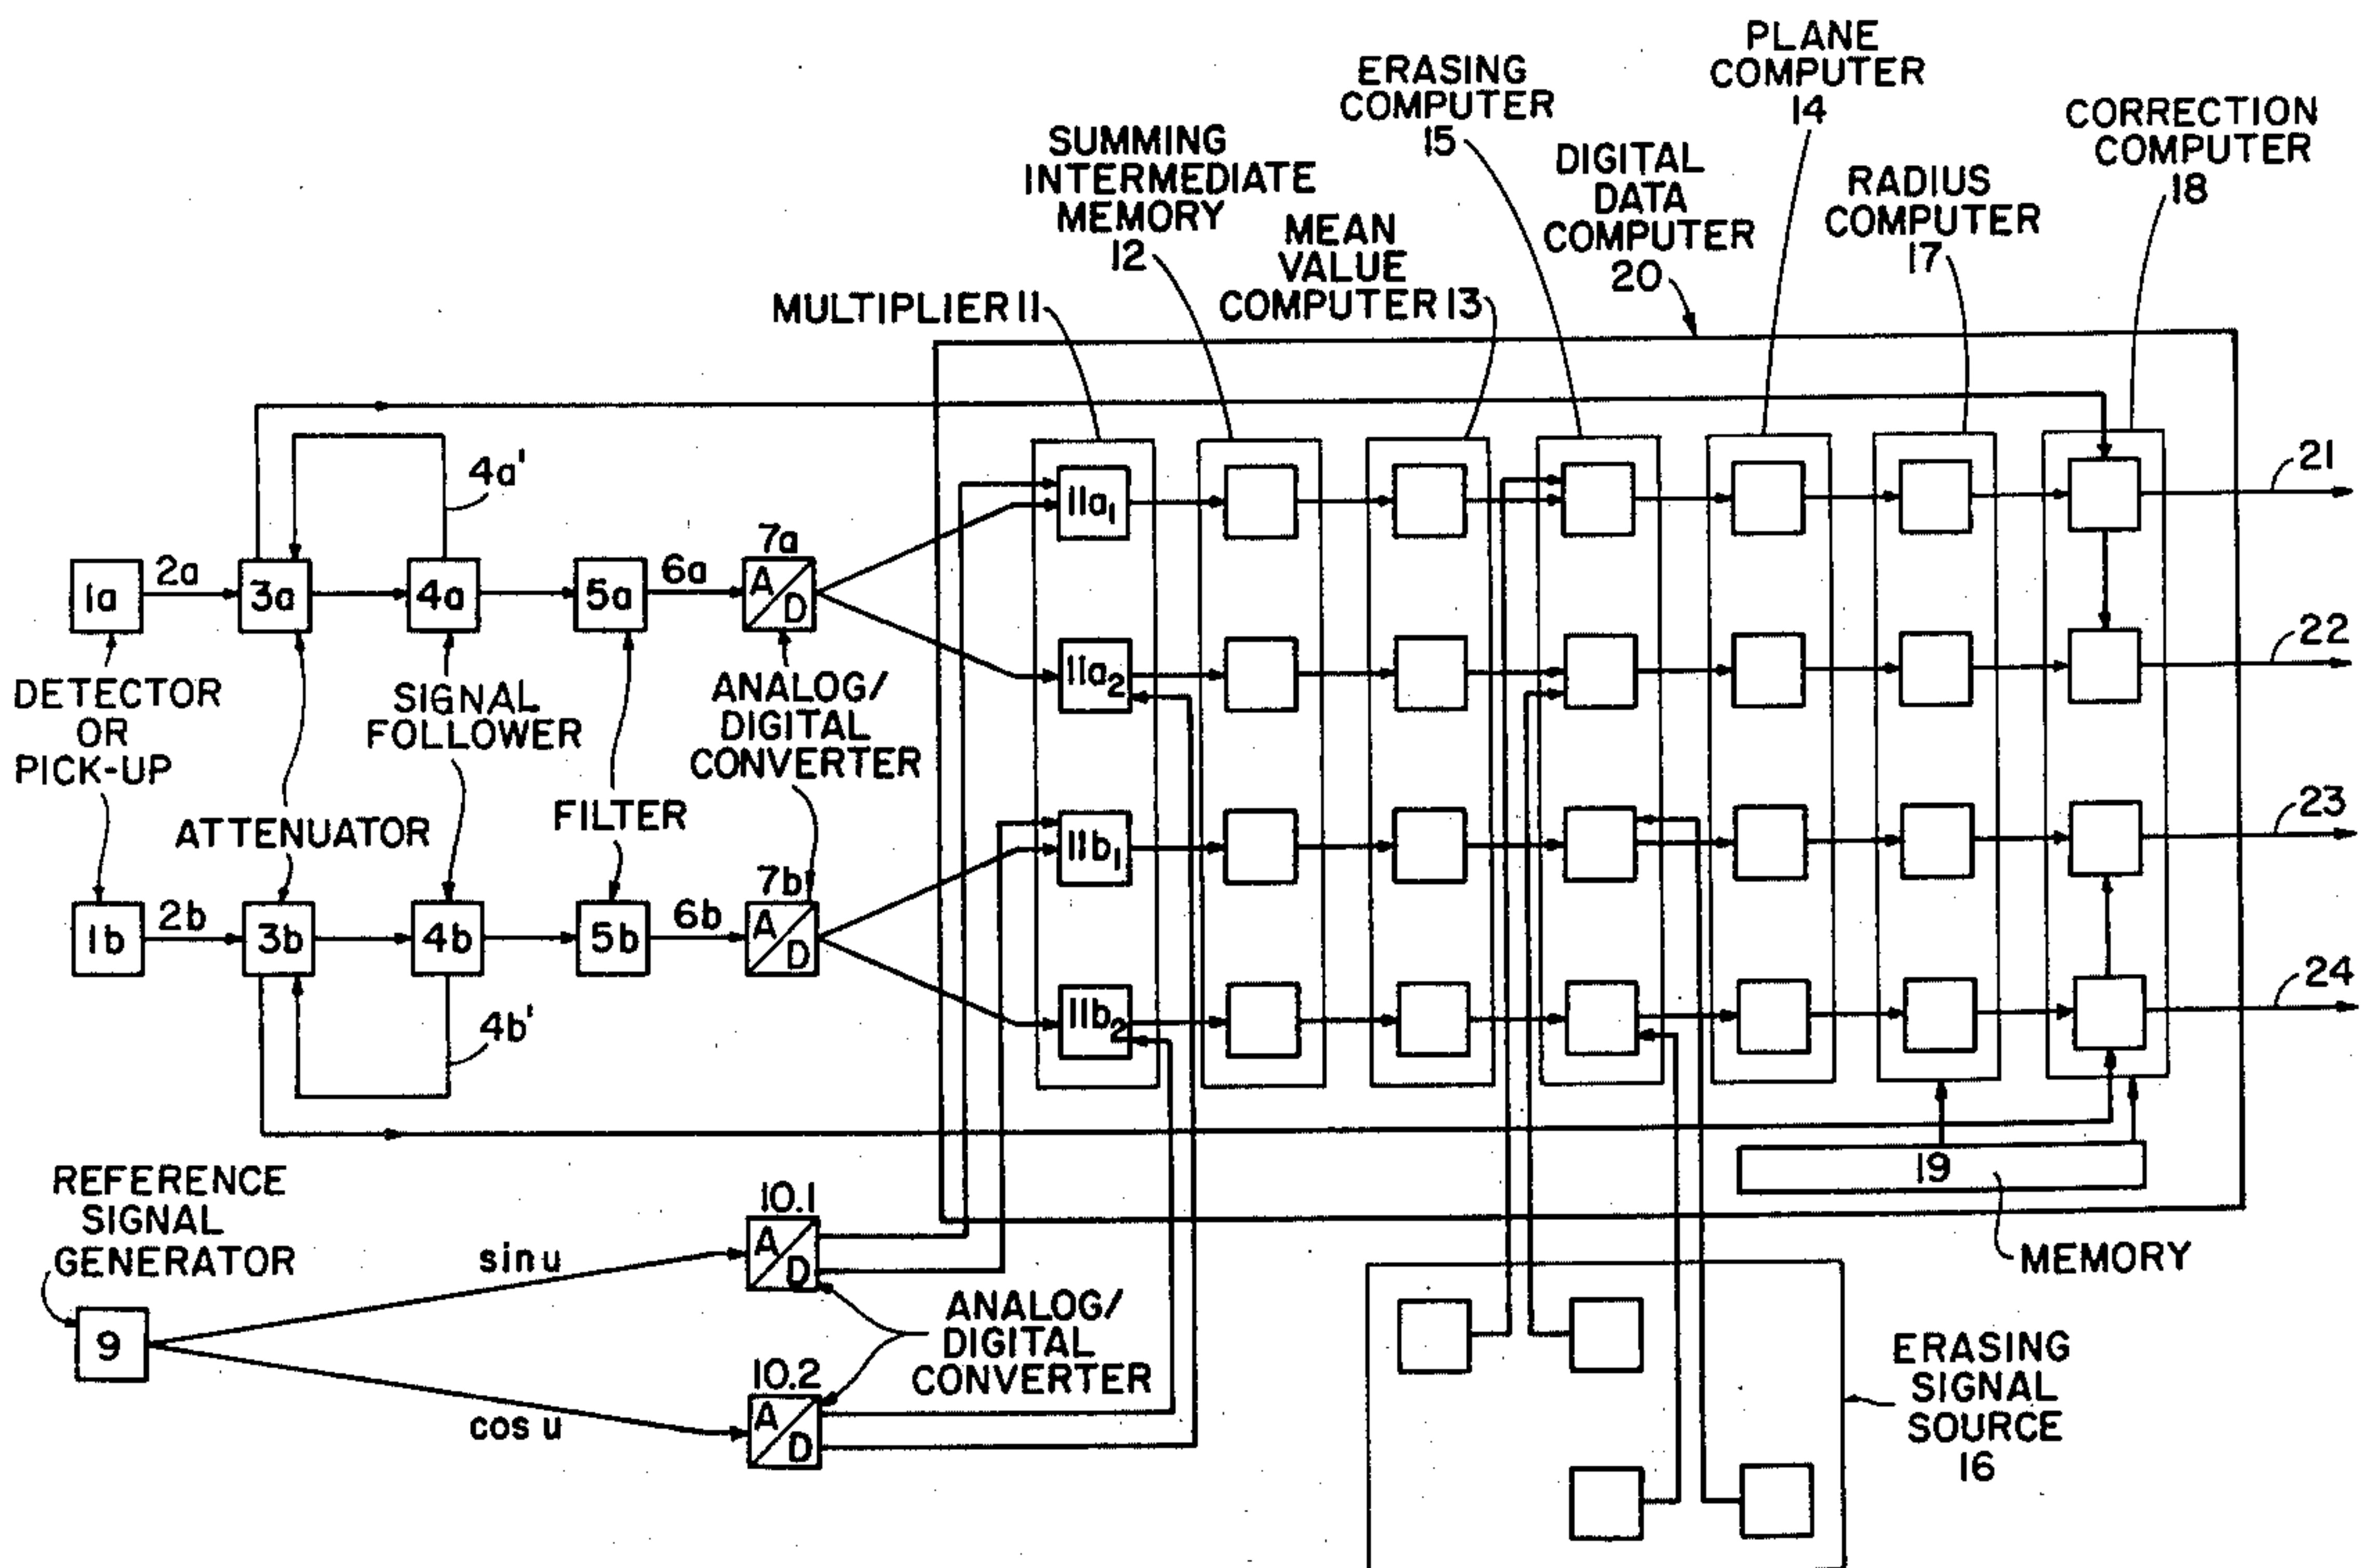 PLANE
COMPUTER
14
ERASING
COMPUTER
15
CORRECTION
COMPUTER
18
SUMMING
INTERMEDIATE
MEMORY
12
DIGITAL
DATA
COMPUTER
20
RADIUS
COMPUTER
17
MEAN
VALUE
COMPUTER 13
MULTIPLIER 11
4a'
21
11a1
7a
2a
6a
1a
3a
4a
5a
A/D
22
11a2
DETECTOR
OR
PICK-UP
SIGNAL
FOLLOWER
ANALOG/
DIGITAL
CONVERTER
ATTENUATOR
FILTER
23
11b1
7b
2b
6b
1b
3b
4b
5b
A/D
24
11b2
4b'
19
MEMORY
REFERENCE
SIGNAL
GENERATOR
10.1
sin u
A/D
9
ANALOG/
DIGITAL
CONVERTER
10.2
cos u
A/D
ERASING
SIGNAL
SOURCE
16